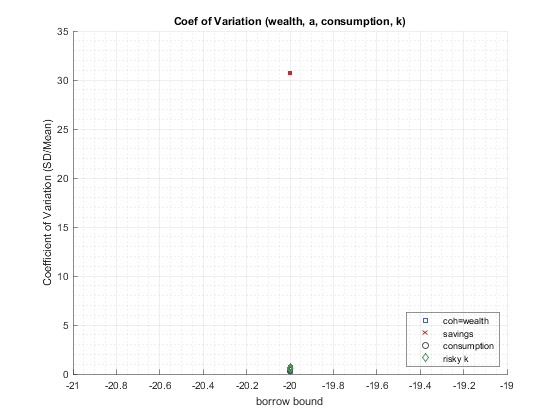 Coef of Variation (wealth, a, consumption, k)
Coefficient of Variation (SD/Mean)
35
30
25
20
15
10
5
0
coh=wealth
savings
consumption
risky k
-21 -20.8 -20.6 -20.4 -20.2 -20 -19.8 -19.6 -19.4 -19.2 -19
borrow bound